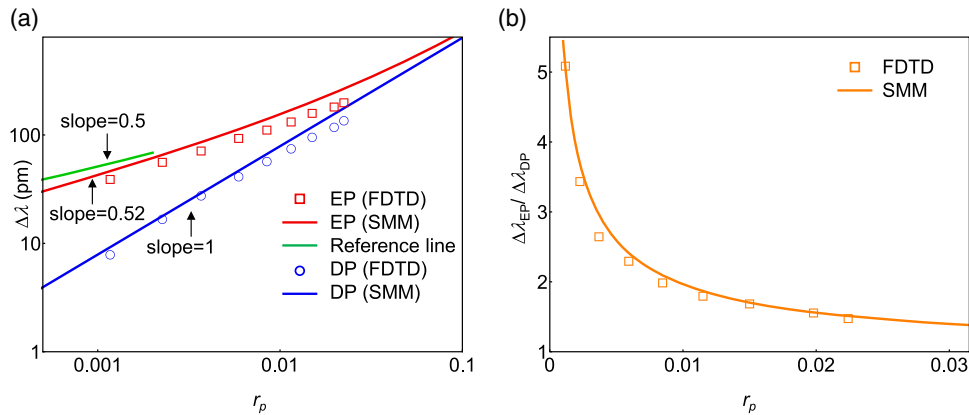 (a)
100
10
1
Δλ (pm)
slope=0.5
slope=0.52
slope=1
EP (FDTD)
EP (SMM)
Reference line
DP (FDTD)
DP (SMM)
0.001
0.01
0.1
r_p
(b)
5
4
3
2
1
Δλ_EP/ Δλ_DP
FDTD
SMM
0
0.01
0.02
0.03
r_p